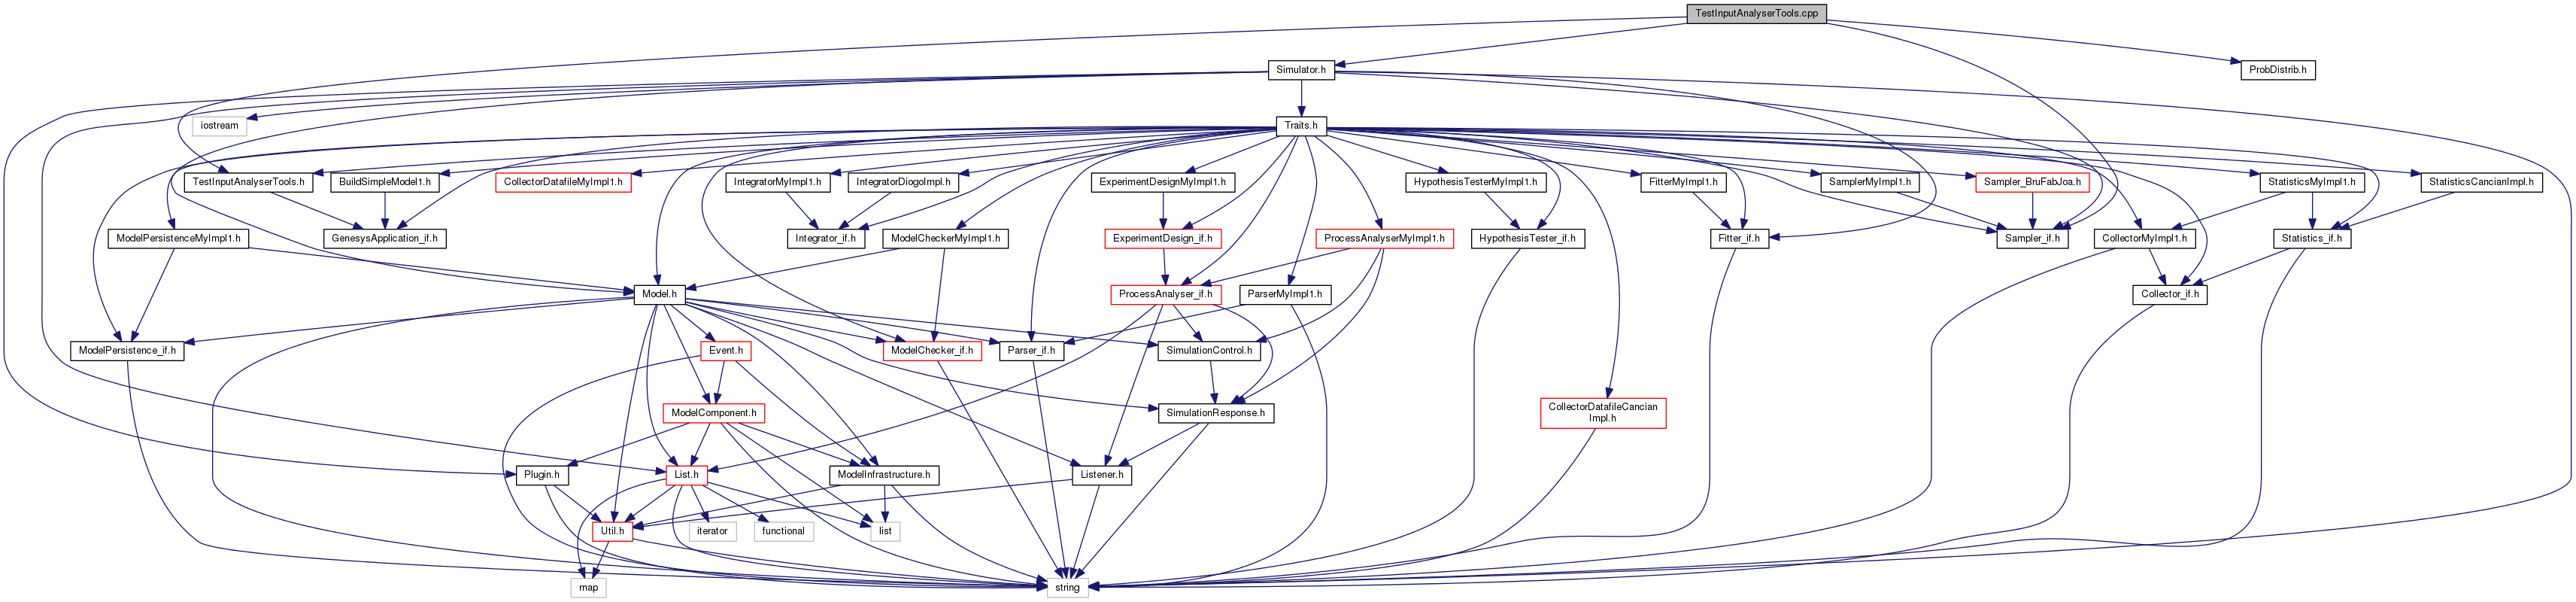 TestInputAnalyserTools.cpp
Simulator.h
ProbDistrib.h
iostream
Traits.h
TestInputAnalyserTools.h
BuildSimpleModel1.h
CollectorDatafileMyImpl1.h
IntegratorMyImpl1.h
IntegratorDiogoImpl.h
ExperimentDesignMyImpl1.h
HypothesisTesterMyImpl1.h
FitterMyImpl1.h
SamplerMyImpl1.h
Sampler_BruFabJoa.h
StatisticsMyImpl1.h
StatisticsCancianImpl.h
ModelPersistenceMyImpl1.h
GenesysApplication_if.h
Integrator_if.h
ModelCheckerMyImpl1.h
ExperimentDesign_if.h
ProcessAnalyserMyImpl1.h
HypothesisTester_if.h
Fitter_if.h
Sampler_if.h
CollectorMyImpl1.h
Statistics_if.h
Model.h
ProcessAnalyser_if.h
ParserMyImpl1.h
Collector_if.h
ModelPersistence_if.h
Event.h
ModelChecker_if.h
Parser_if.h
SimulationControl.h
ModelComponent.h
SimulationResponse.h
CollectorDatafileCancian
Impl.h
Plugin.h
List.h
ModelInfrastructure.h
Listener.h
Util.h
iterator
functional
list
map
string